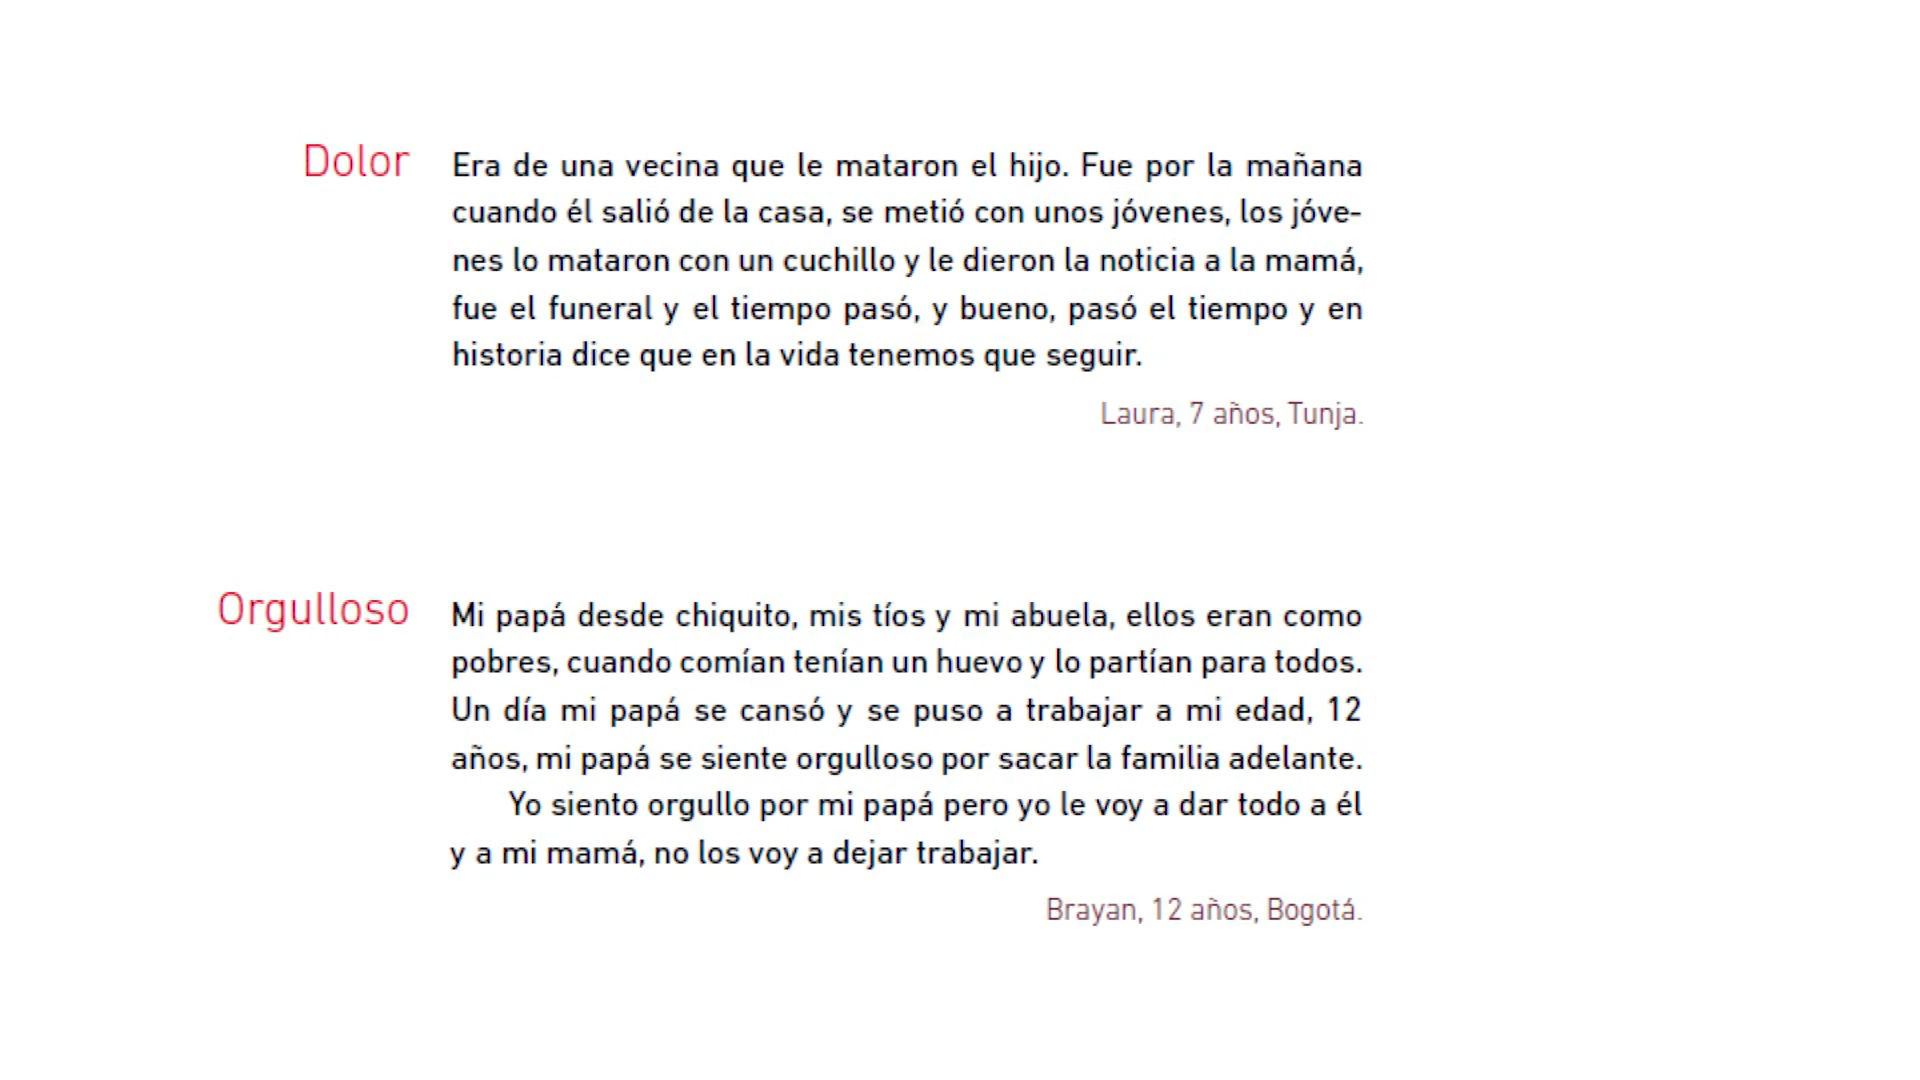 Dolor
Era de una vecina que le mataron el hijo. Fue por la mañana
cuando él salió de la casa, se metió con unos jóvenes, los jóve-
nes lo mataron con un cuchillo y le dieron la noticia a la mamá,
fue el funeral y el tiempo pasó, y bueno, pasó el tiempo y en
historia dice que en la vida tenemos que seguir.
Laura, 7 años, Tunja.
Orgulloso
Mi papá desde chiquito, mis tíos y mi abuela, ellos eran como
pobres, cuando comían tenían un huevo y lo partían para todos.
Un día mi papá se cansó y se puso a trabajar a mi edad, 12
años, mi papá se siente orgulloso por sacar la familia adelante.
Yo siento orgullo por mi papá pero yo le voy a dar todo a él
y a mi mamá, no los voy a dejar trabajar.
Brayan, 12 años, Bogotá.